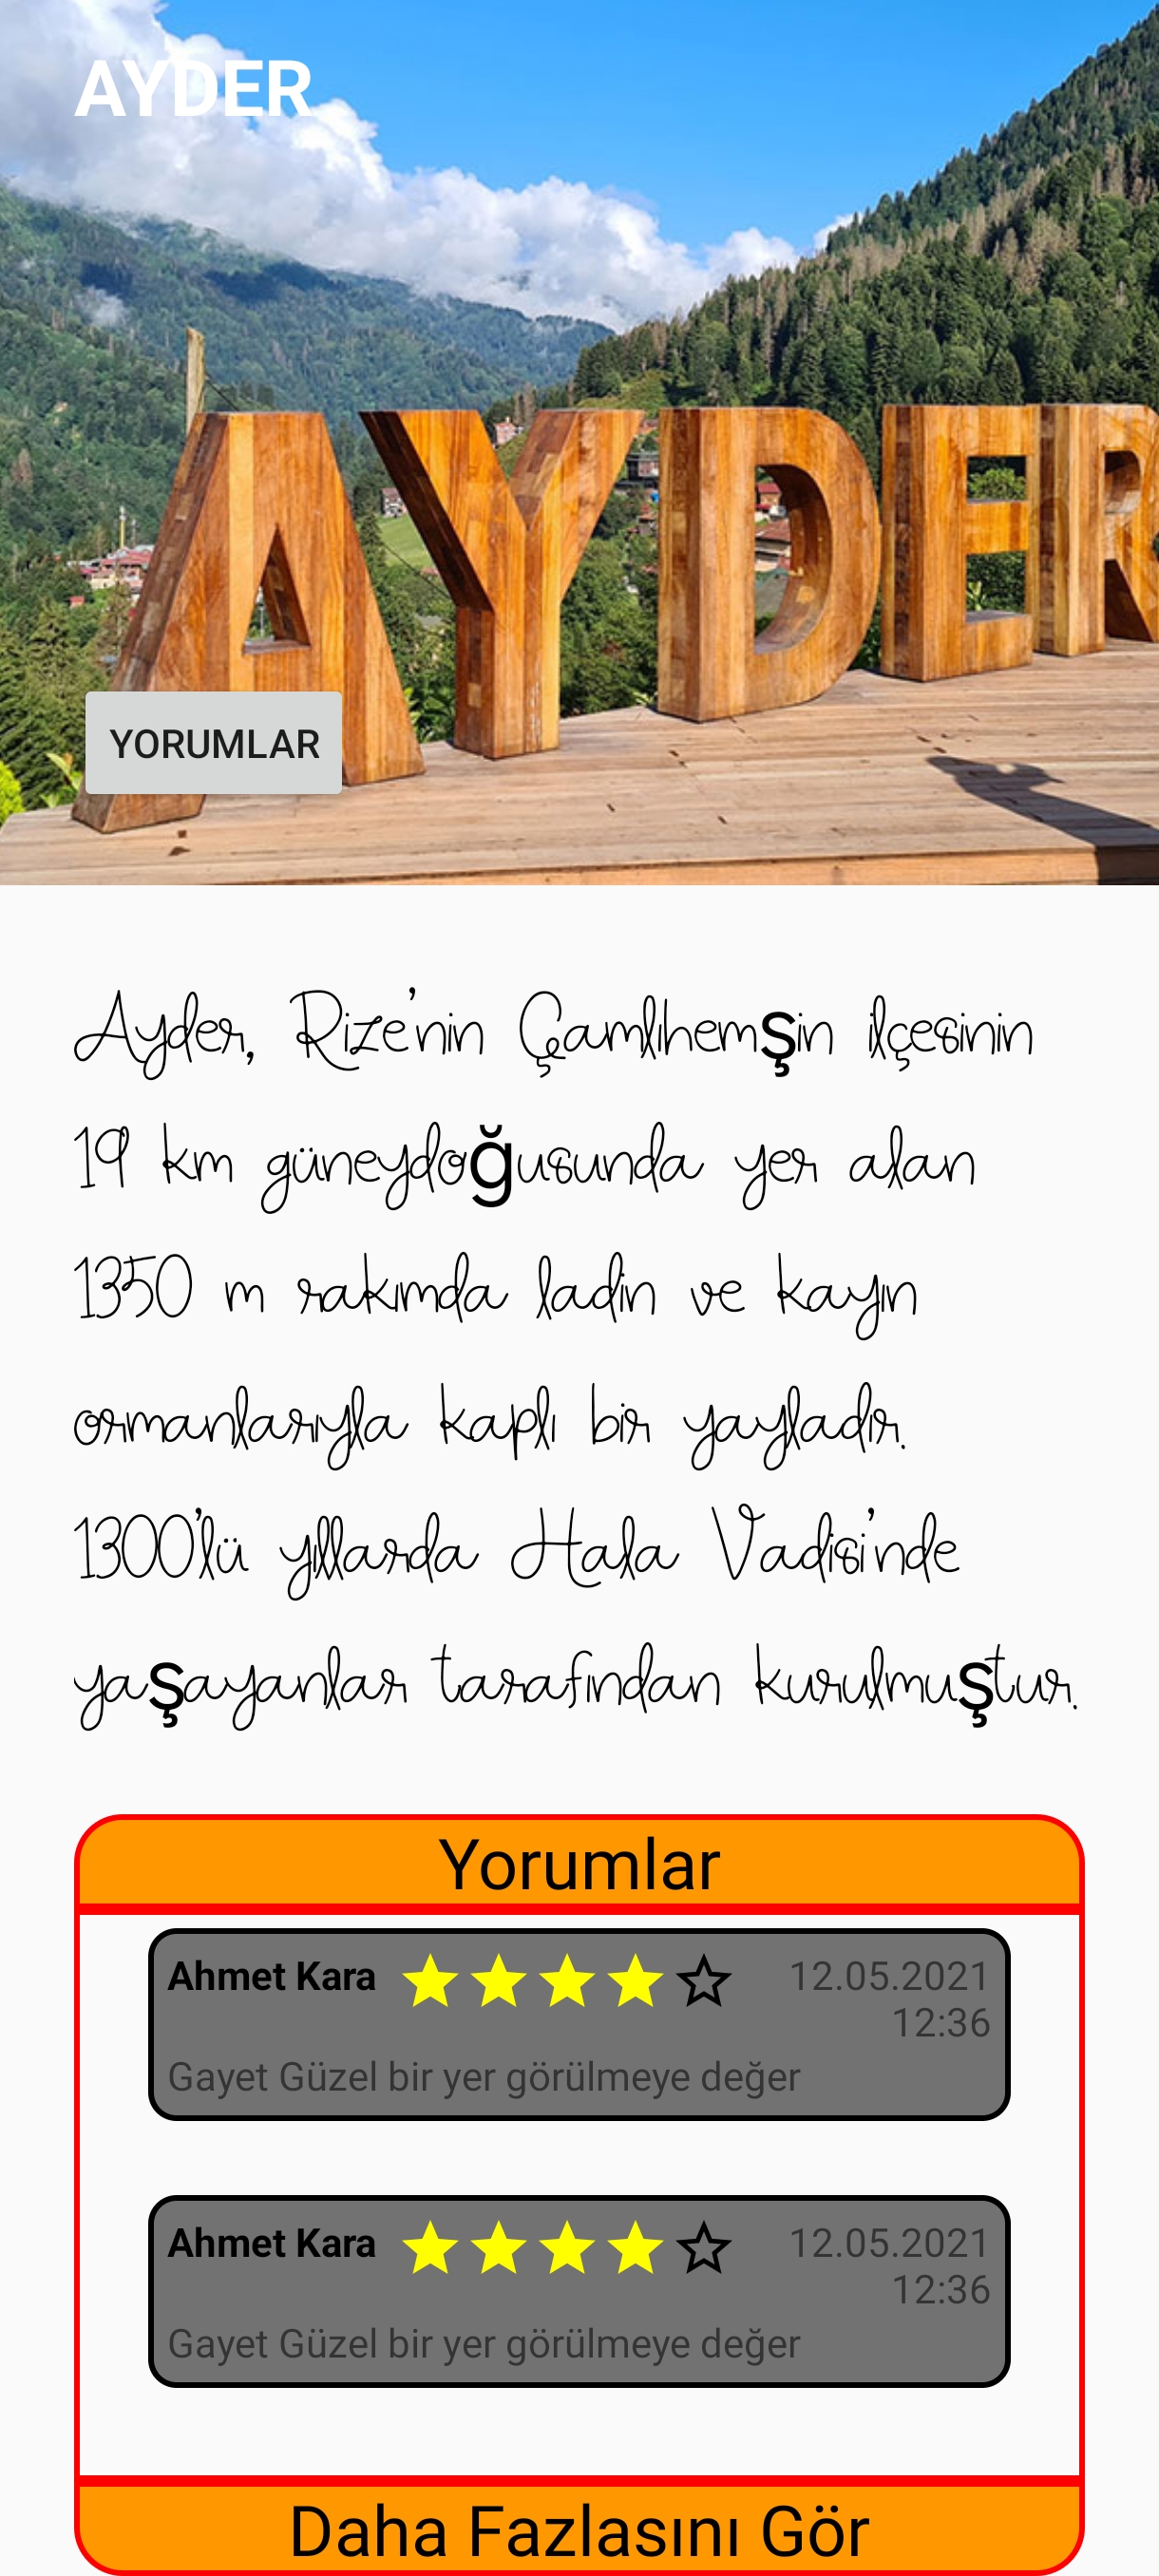 AYDER
AYDER
YORUMLAR
Ayder, Rize'nin Çamlıhemşin ilçesinin
19 km güneydoğusunda yer alan
1350 m rakımda ladin ve kayın
ormanlarıyla kaplı bir yayladır.
1300'lü yıllarda Hala Vadisi'nde
yaşayanlar tarafından kurulmuştur.
Yorumlar
Ahmet Kara 12.05.2021
12:36
Gayet Güzel bir yer görülmeye değer
Ahmet Kara 12.05.2021
12:36
Gayet Güzel bir yer görülmeye değer
Daha Fazlasını Gör